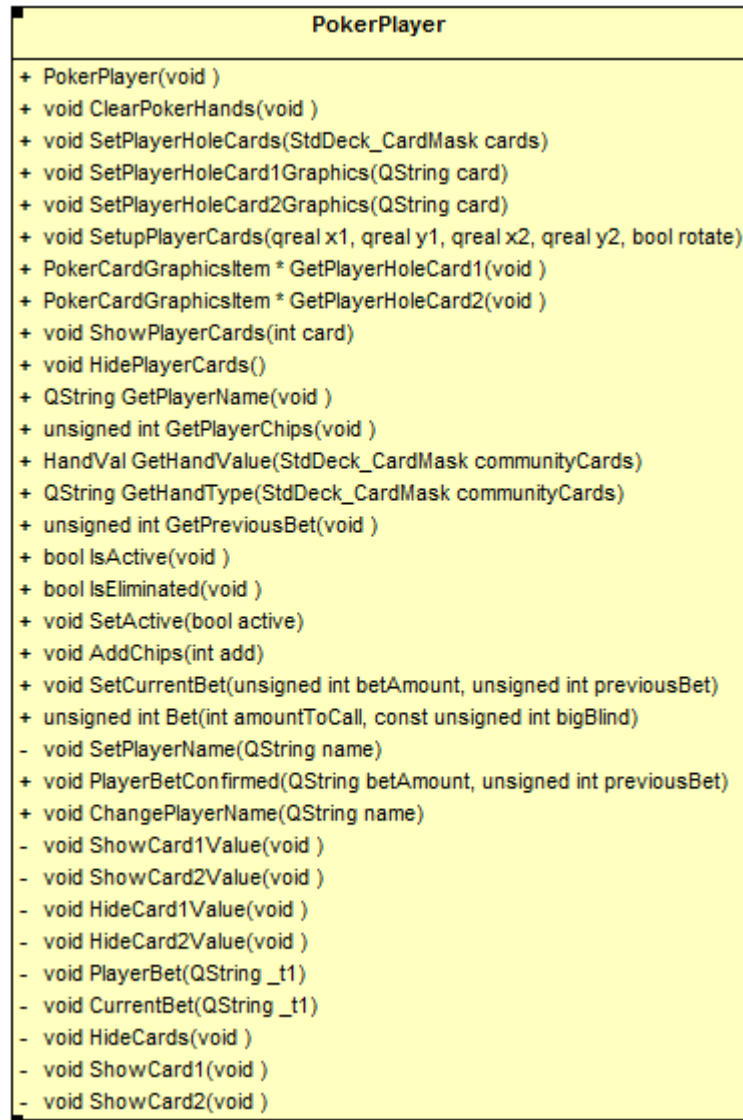 PokerPlayer
+ PokerPlayer(void )
+ void ClearPokerHands(void )
+ void SetPlayerHoleCards(StdDeck_CardMask cards)
+ void SetPlayerHoleCard1Graphics(QString card)
+ void SetPlayerHoleCard2Graphics(QString card)
+ void SetupPlayerCards(qreal x1, qreal y1, qreal x2, qreal y2, bool rotate)
+ PokerCardGraphicsItem * GetPlayerHoleCard1(void )
+ PokerCardGraphicsItem * GetPlayerHoleCard2(void )
+ void ShowPlayerCards(int card)
+ void HidePlayerCards()
+ QString GetPlayerName(void )
+ unsigned int GetPlayerChips(void )
+ HandVal GetHandValue(StdDeck_CardMask communityCards)
+ QString GetHandType(StdDeck_CardMask communityCards)
+ unsigned int GetPreviousBet(void )
+ bool IsActive(void )
+ bool IsEliminated(void )
+ void SetActive(bool active)
+ void AddChips(int add)
+ void SetCurrentBet(unsigned int betAmount, unsigned int previousBet)
+ unsigned int Bet(int amountToCall, const unsigned int bigBlind)
- void SetPlayerName(QString name)
+ void PlayerBetConfirmed(QString betAmount, unsigned int previousBet)
+ void ChangePlayerName(QString name)
- void ShowCard1Value(void )
- void ShowCard2Value(void )
- void HideCard1Value(void )
- void HideCard2Value(void )
- void PlayerBet(QString _t1)
- void CurrentBet(QString _t1)
- void HideCards(void )
- void ShowCard1(void )
- void ShowCard2(void )